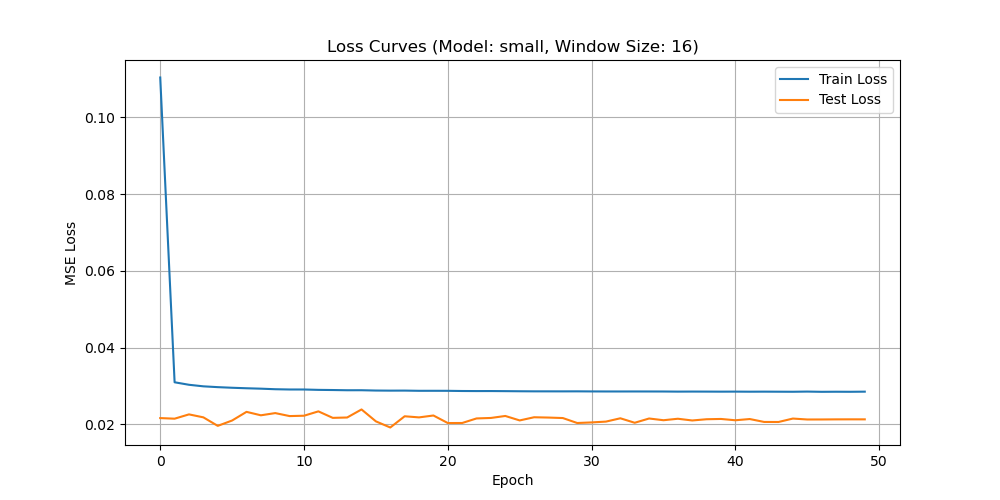 Loss Curves (Model: small, Window Size: 16)
Train Loss
Test Loss
MSE Loss
0.10
0.08
0.06
0.04
0.02
0 10 20 30 40 50
Epoch